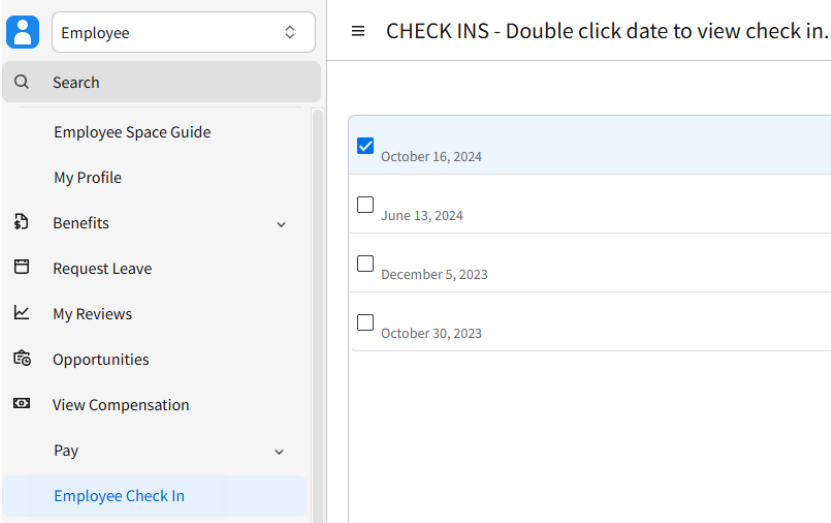 Employee
CHECK INS - Double click date to view check in.
Search
Employee Space Guide
My Profile
Benefits
Request Leave
My Reviews
Opportunities
View Compensation
Pay
Employee Check In
October 16, 2024
June 13, 2024
December 5, 2023
October 30, 2023